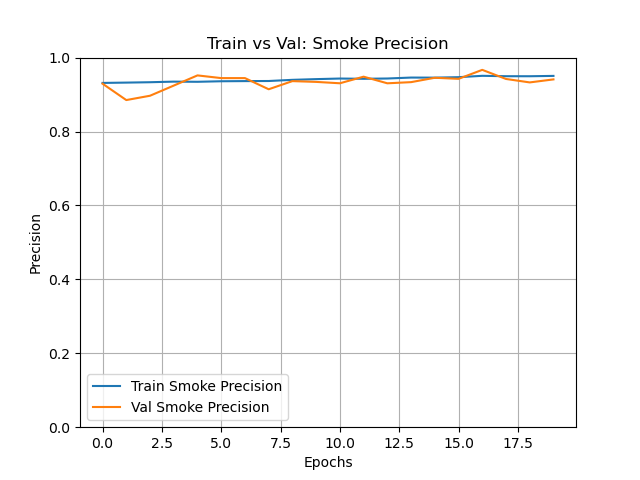 Train vs Val: Smoke Precision
1.0
0.8
0.6
0.4
0.2
0.0
Precision
Train Smoke Precision
Val Smoke Precision
0.0 2.5 5.0 7.5 10.0 12.5 15.0 17.5
Epochs